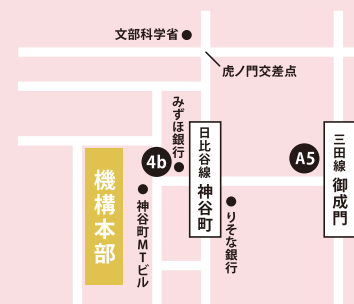 文部科学省
虎ノ門交差点
みずほ銀行
4b
日比谷線 神谷町
A5
三田線 御成門
機構本部
神谷町MTビル
りそな銀行